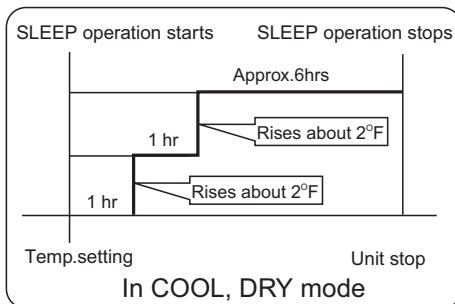 SLEEP operation starts SLEEP operation stops
Approx.6hrs
1 hr
Rises about 2°F
1 hr
Rises about 2°F
Temp.setting Unit stop
In COOL, DRY mode